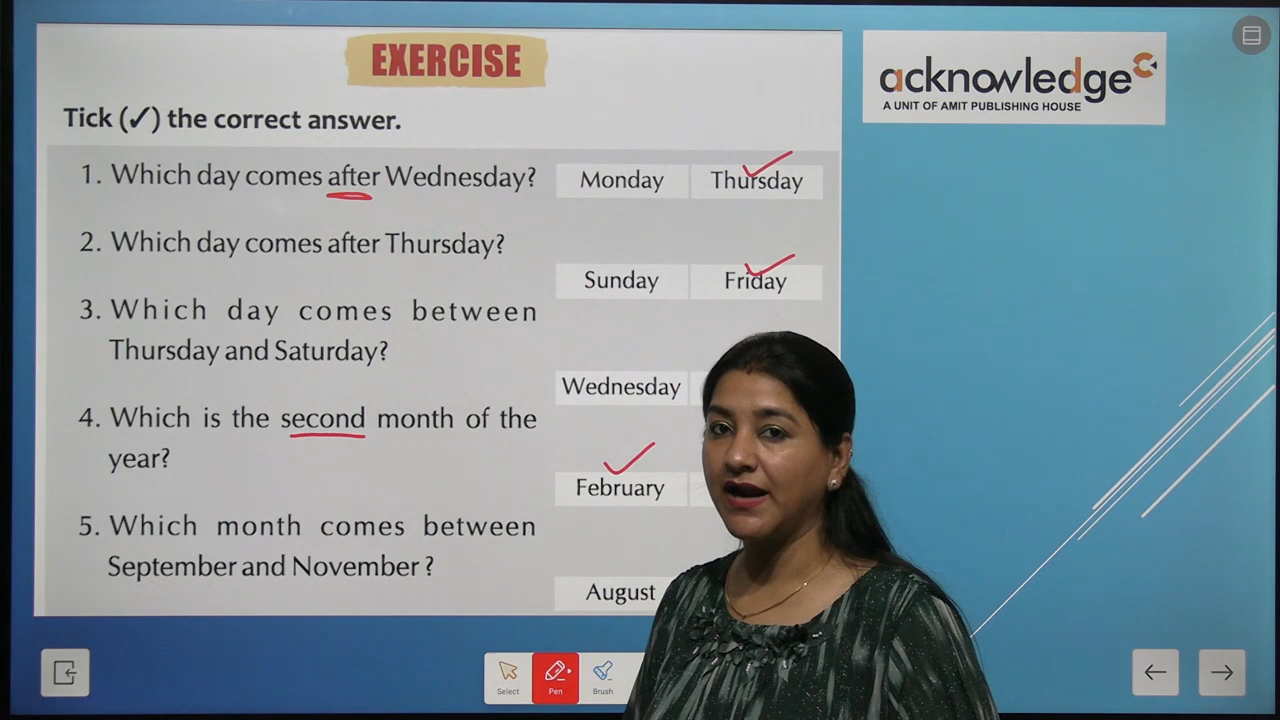 EXERCISE
acknowledge
A UNIT OF AMIT PUBLISHING HOUSE
Tick (✓) the correct answer.
1. Which day comes after Wednesday? Monday Thursday
2. Which day comes after Thursday?
Sunday Friday
3. Which day comes between
Thursday and Saturday?
Wednesday
4. Which is the second month of the
year?
February
5. Which month comes between
September and November ?
August
Select Pen Brush